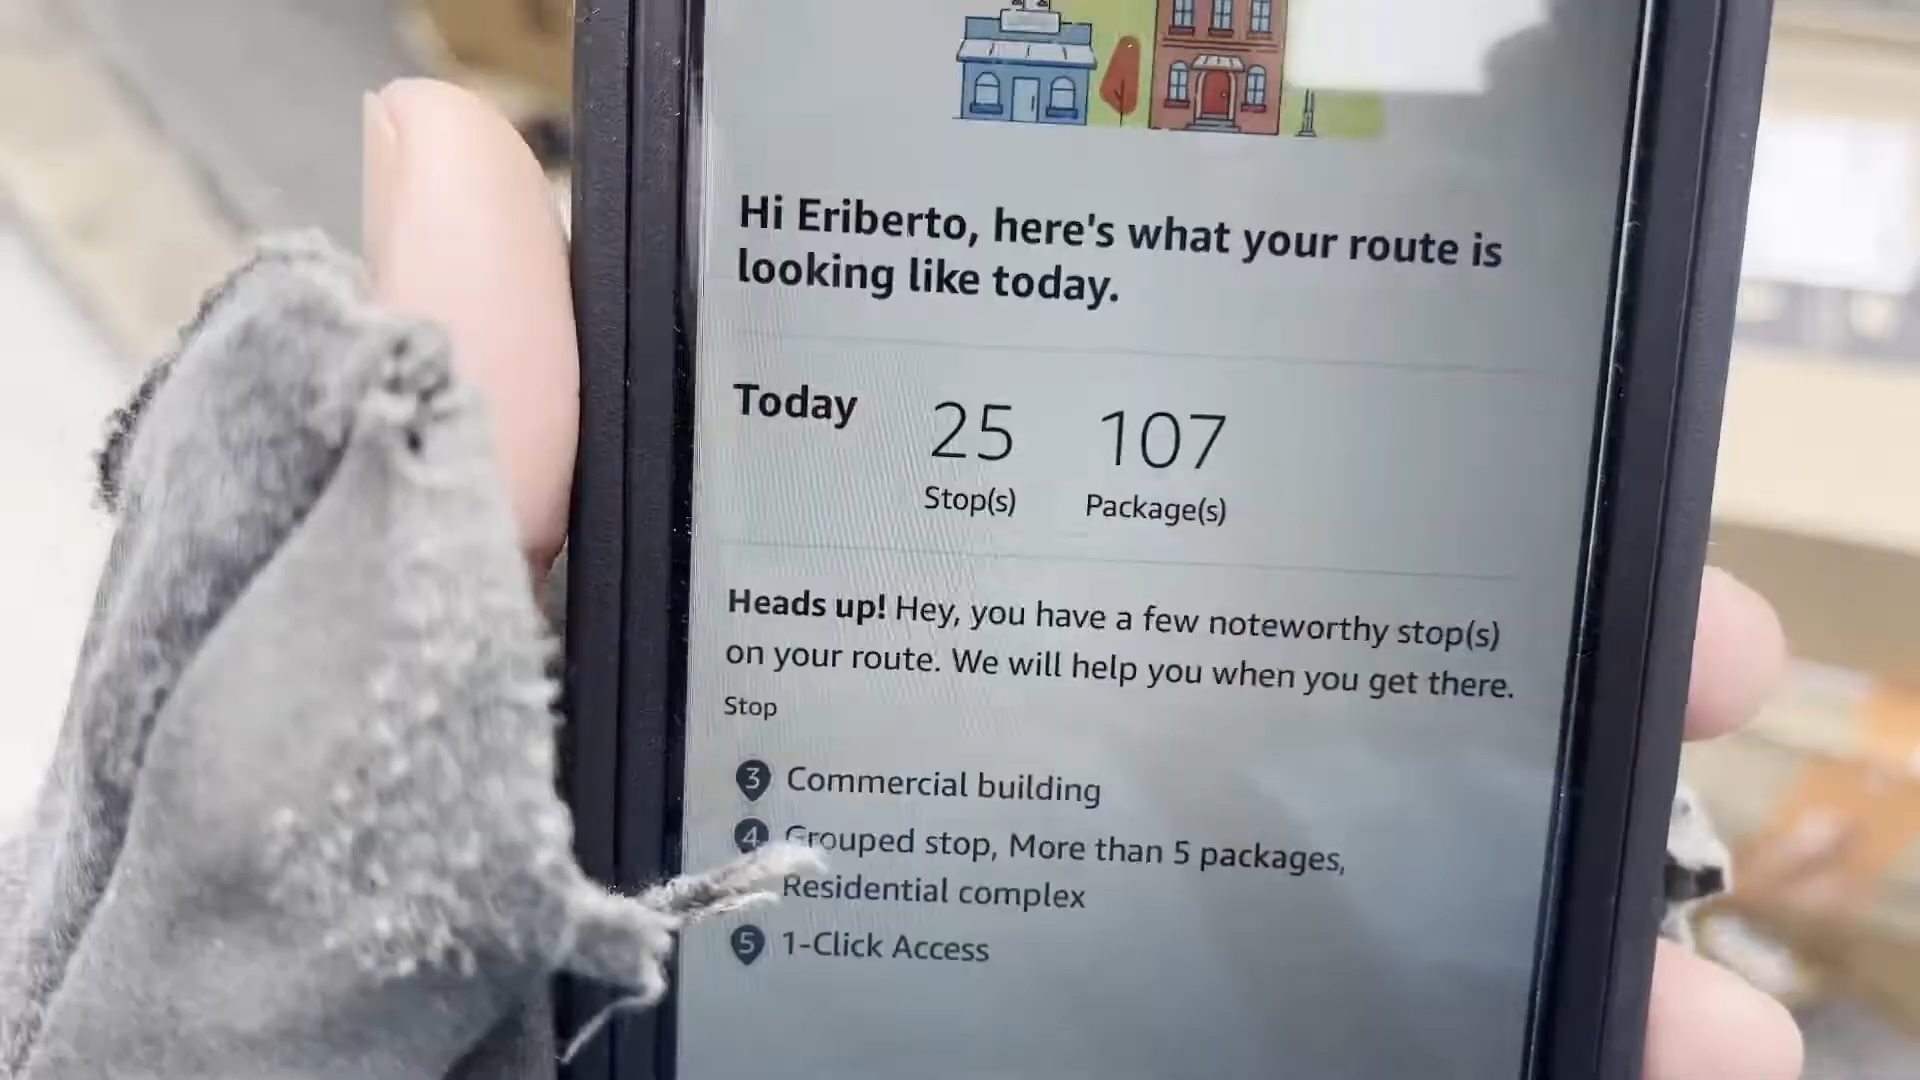 Hi Eriberto, here's what your route is
looking like today.
Today
25
107
Stop(s)
Package(s)
Heads up! Hey, you have a few noteworthy stop(s)
on your route. We will help you when you get there.
Stop
3 Commercial building
4 Grouped stop, More than 5 packages,
Residential complex
5 1-Click Access